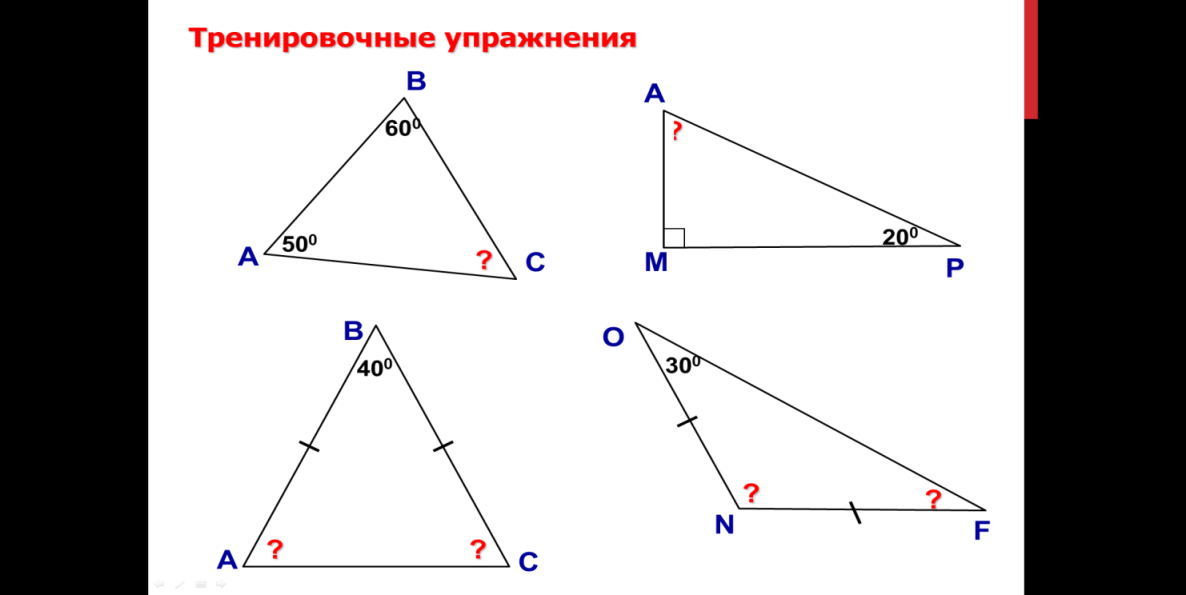 Тренировочные упражнения
B
60⁰
A
50⁰
?
C
A
?
M
20⁰
P
B
40⁰
A
?
?
C
O
30⁰
N
?
?
F